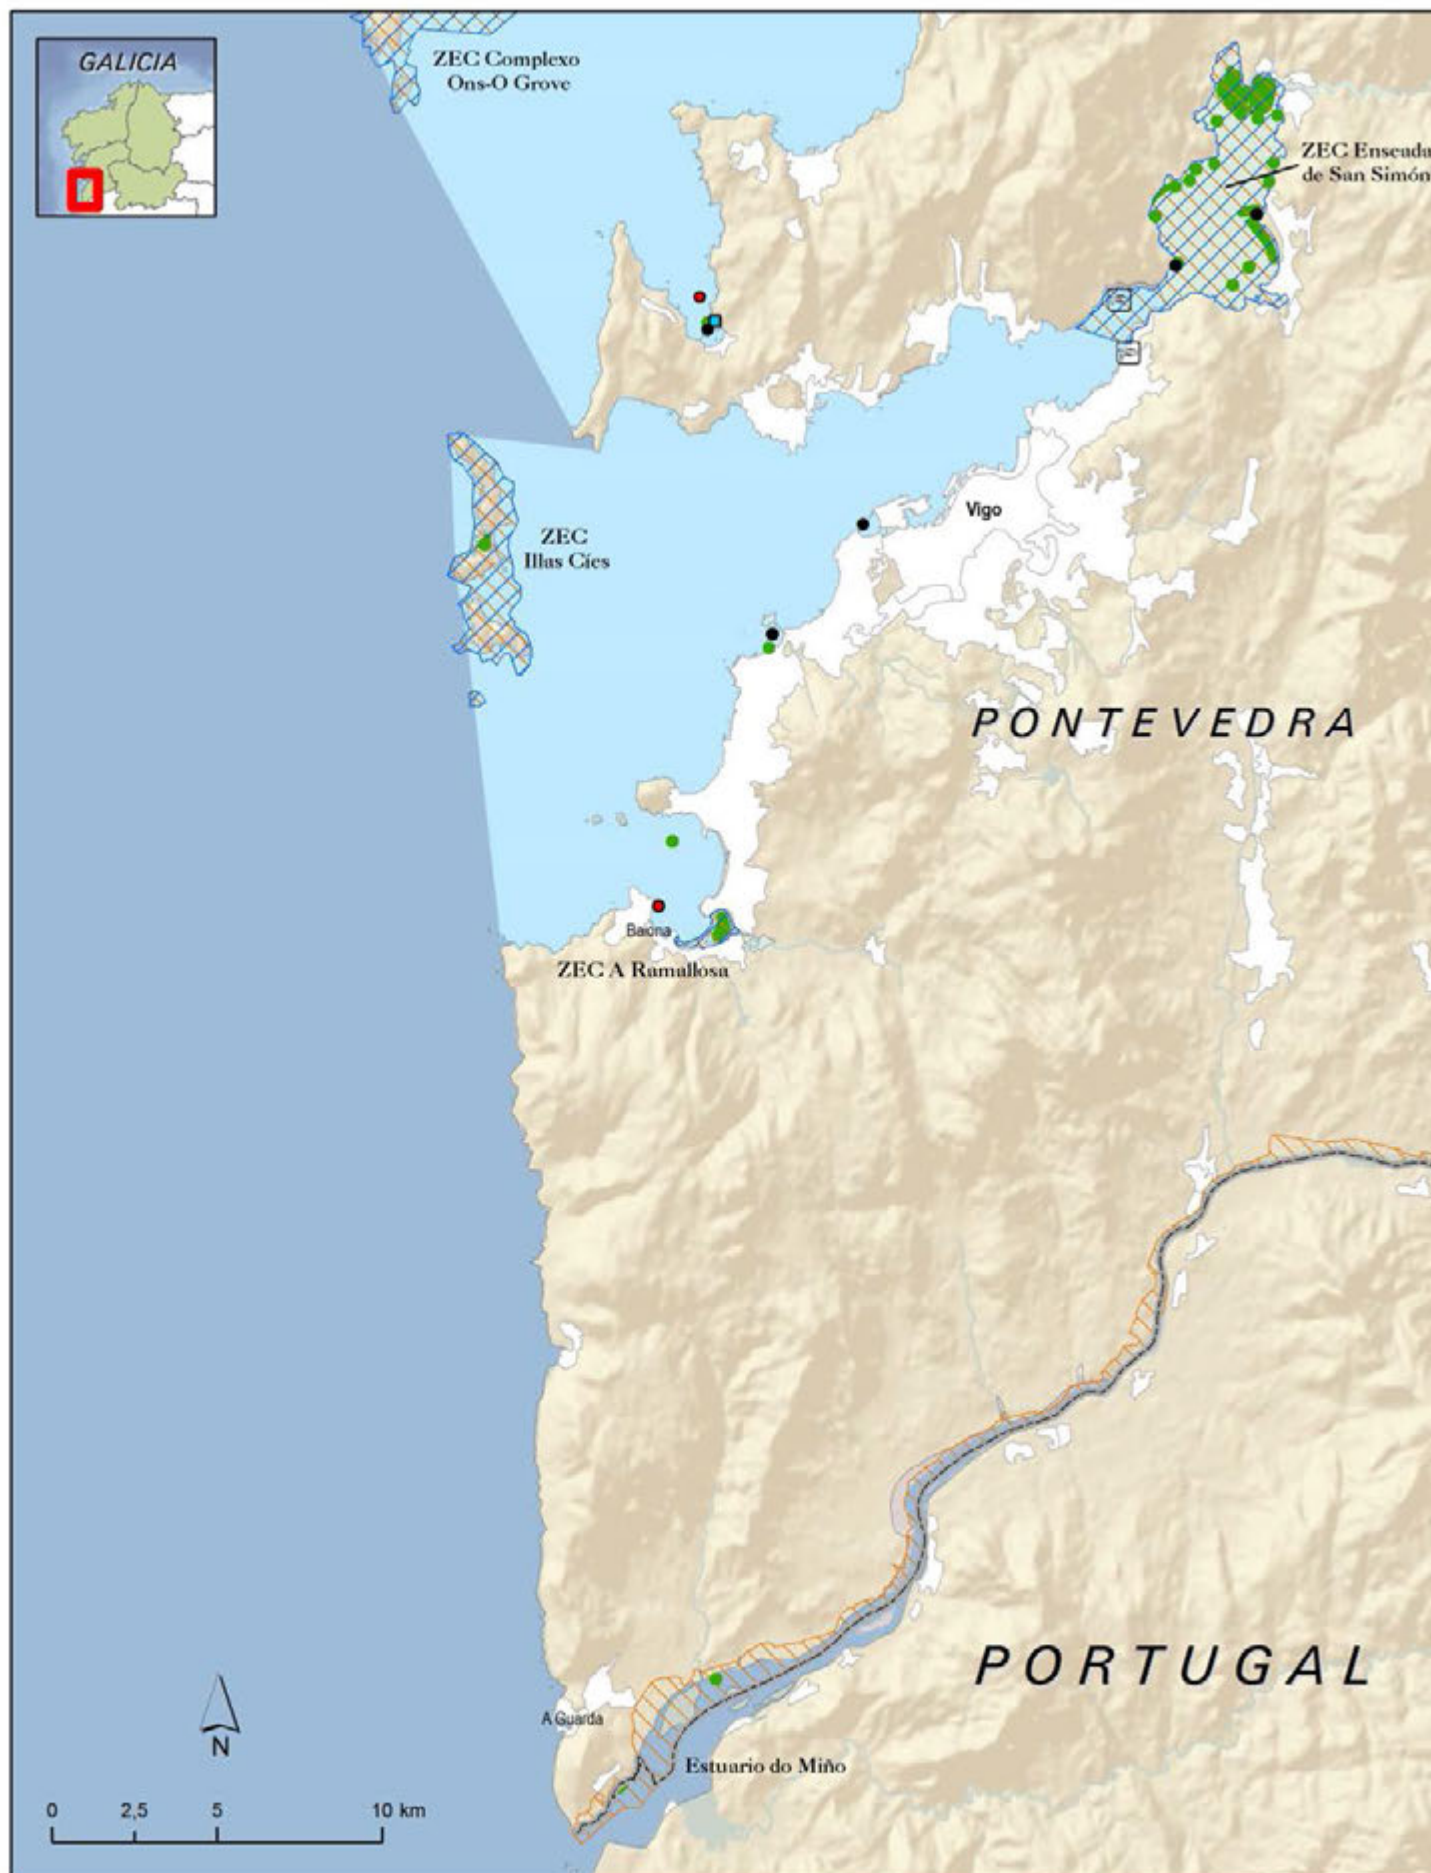 GALICIA
ZEC Complexo
Ons-O Grove
ZEC Enseada
de San Simón
Vigo
ZEC
Illas Cíes
PONTEVEDRA
Baiona
ZEC A Ramallosa
PORTUGAL
A Guarda
Estuario do Miño
N
0 2,5 5 10 km